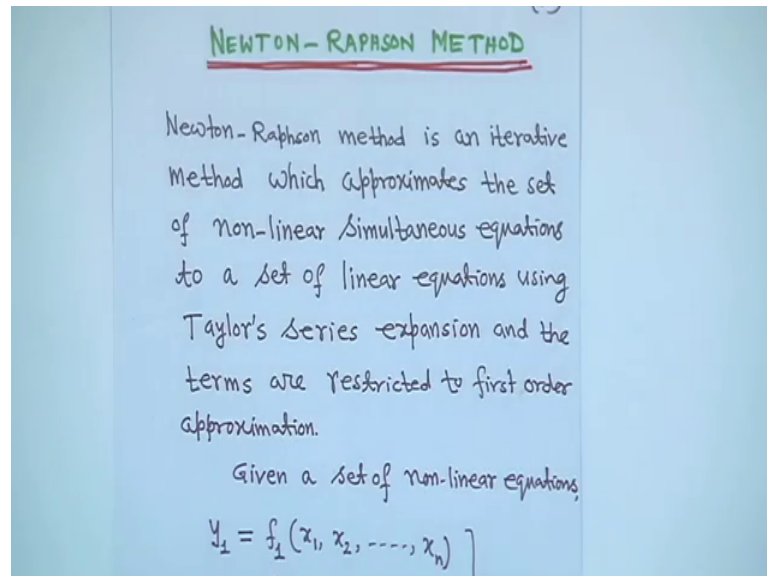 NEWTON-RAPHSON METHOD
Newton-Raphson method is an iterative
method which approximates the set
of non-linear simultaneous equations
to a set of linear equations using
Taylor's series expansion and the
terms are restricted to first order
approximation.
Given a set of non-linear equations,
y₁ = f₁ (x₁, x₂, ----, xₙ) ]